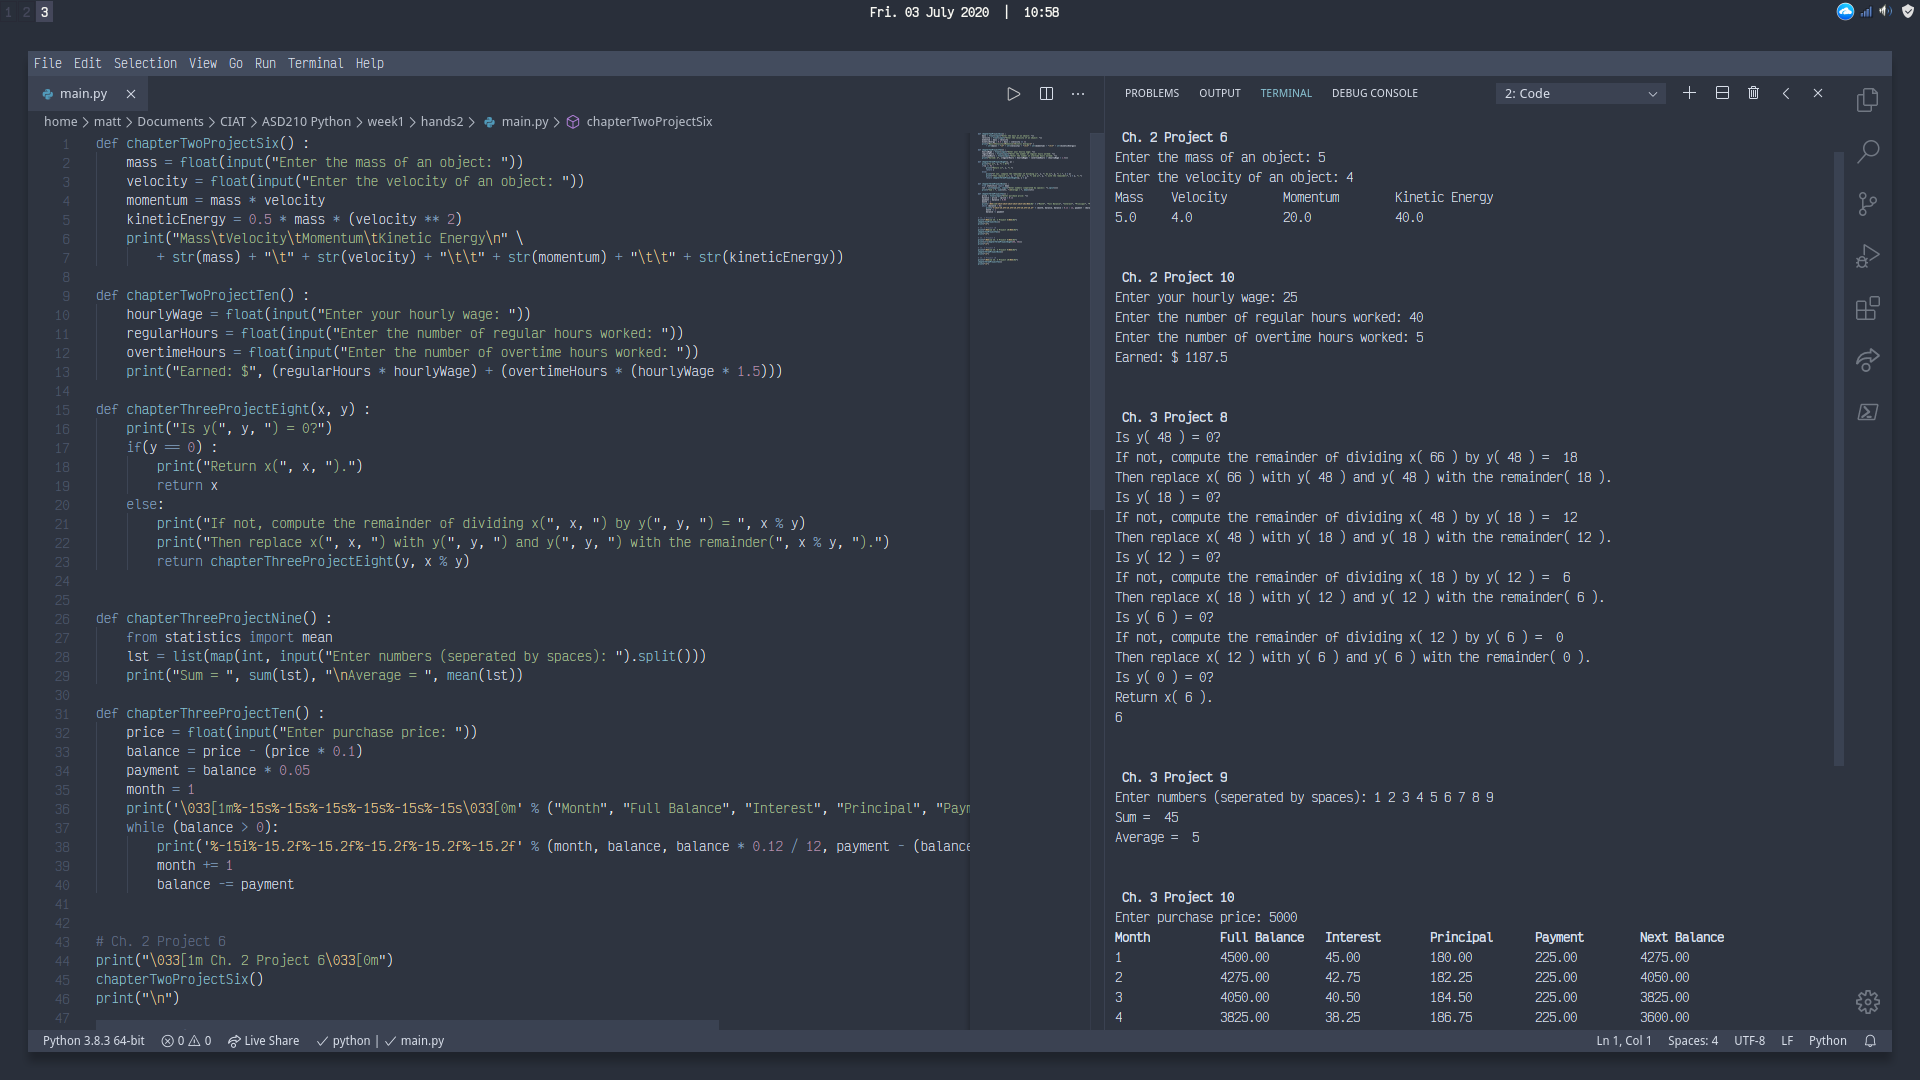 1 2 3
Fri. 03 July 2020 | 10:58
File Edit Selection View Go Run Terminal Help
main.py
home > matt > Documents > CIAT > ASD210 Python > week1 > hands2 > main.py > chapterTwoProjectSix
1 def chapterTwoProjectSix() :
2     mass = float(input("Enter the mass of an object: "))
3     velocity = float(input("Enter the velocity of an object: "))
4     momentum = mass * velocity
5     kineticEnergy = 0.5 * mass * (velocity ** 2)
6     print("Mass\tVelocity\tMomentum\tKinetic Energy\n" \
7         + str(mass) + "\t" + str(velocity) + "\t\t" + str(momentum) + "\t\t" + str(kineticEnergy))
8
9 def chapterTwoProjectTen() :
10     hourlyWage = float(input("Enter your hourly wage: "))
11     regularHours = float(input("Enter the number of regular hours worked: "))
12     overtimeHours = float(input("Enter the number of overtime hours worked: "))
13     print("Earned: $", (regularHours * hourlyWage) + (overtimeHours * (hourlyWage * 1.5)))
14
15 def chapterThreeProjectEight(x, y) :
16     print("Is y(", y, ") = 0?")
17     if(y == 0) :
18         print("Return x(", x, ").")
19         return x
20     else:
21         print("If not, compute the remainder of dividing x(", x, ") by y(", y, ") = ", x % y)
22         print("Then replace x(", x, ") with y(", y, ") and y(", y, ") with the remainder(", x % y, ").")
23         return chapterThreeProjectEight(y, x % y)
24
25
26 def chapterThreeProjectNine() :
27     from statistics import mean
28     lst = list(map(int, input("Enter numbers (seperated by spaces): ").split()))
29     print("Sum = ", sum(lst), "\nAverage = ", mean(lst))
30
31 def chapterThreeProjectTen() :
32     price = float(input("Enter purchase price: "))
33     balance = price - (price * 0.1)
34     payment = balance * 0.05
35     month = 1
36     print('\033[1m%-15s%-15s%-15s%-15s%-15s%-15s\033[0m' % ("Month", "Full Balance", "Interest", "Principal", "Paym
37     while (balance > 0):
38         print('%-15i%-15.2f%-15.2f%-15.2f%-15.2f%-15.2f' % (month, balance, balance * 0.12 / 12, payment - (balance
39         month += 1
40         balance -= payment
41
42
43 # Ch. 2 Project 6
44 print("\033[1m Ch. 2 Project 6\033[0m")
45 chapterTwoProjectSix()
46 print("\n")
47
PROBLEMS OUTPUT TERMINAL DEBUG CONSOLE 2: Code
Ch. 2 Project 6
Enter the mass of an object: 5
Enter the velocity of an object: 4
Mass Velocity Momentum Kinetic Energy
5.0 4.0 20.0 40.0
Ch. 2 Project 10
Enter your hourly wage: 25
Enter the number of regular hours worked: 40
Enter the number of overtime hours worked: 5
Earned: $ 1187.5
Ch. 3 Project 8
Is y( 48 ) = 0?
If not, compute the remainder of dividing x( 66 ) by y( 48 ) =  18
Then replace x( 66 ) with y( 48 ) and y( 48 ) with the remainder( 18 ).
Is y( 18 ) = 0?
If not, compute the remainder of dividing x( 48 ) by y( 18 ) =  12
Then replace x( 48 ) with y( 18 ) and y( 18 ) with the remainder( 12 ).
Is y( 12 ) = 0?
If not, compute the remainder of dividing x( 18 ) by y( 12 ) =  6
Then replace x( 18 ) with y( 12 ) and y( 12 ) with the remainder( 6 ).
Is y( 6 ) = 0?
If not, compute the remainder of dividing x( 12 ) by y( 6 ) =  0
Then replace x( 12 ) with y( 6 ) and y( 6 ) with the remainder( 0 ).
Is y( 0 ) = 0?
Return x( 6 ).
6
Ch. 3 Project 9
Enter numbers (seperated by spaces): 1 2 3 4 5 6 7 8 9
Sum =  45
Average =  5
Ch. 3 Project 10
Enter purchase price: 5000
Month Full Balance Interest Principal Payment Next Balance
1 4500.00 45.00 180.00 225.00 4275.00
2 4275.00 42.75 182.25 225.00 4050.00
3 4050.00 40.50 184.50 225.00 3825.00
4 3825.00 38.25 186.75 225.00 3600.00
Python 3.8.3 64-bit 0 0 Live Share python | main.py Ln 1, Col 1 Spaces: 4 UTF-8 LF Python